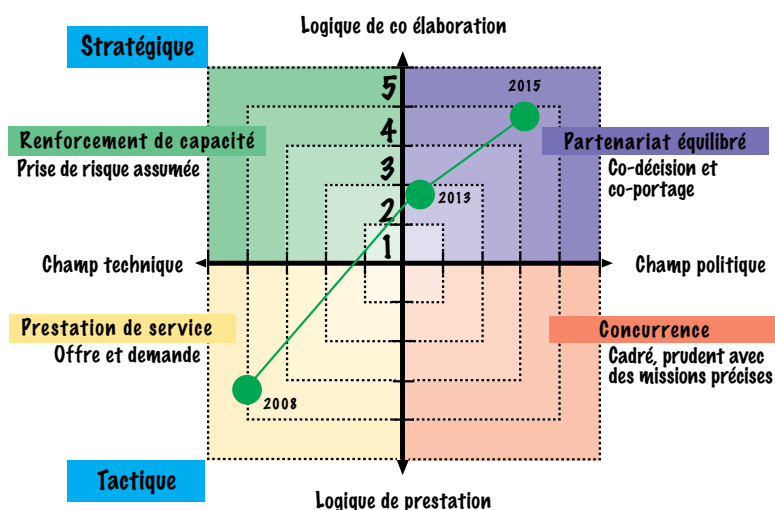 Logique de co élaboration
Stratégique
5
2015
4
Renforcement de capacité
Prise de risque assumée
Partenariat équilibré
Co-décision et
co-portage
3
2013
2
1
Champ technique
Champ politique
Prestation de service
Offre et demande
Concurrence
Cadré, prudent avec
des missions précises
2008
Tactique
Logique de prestation